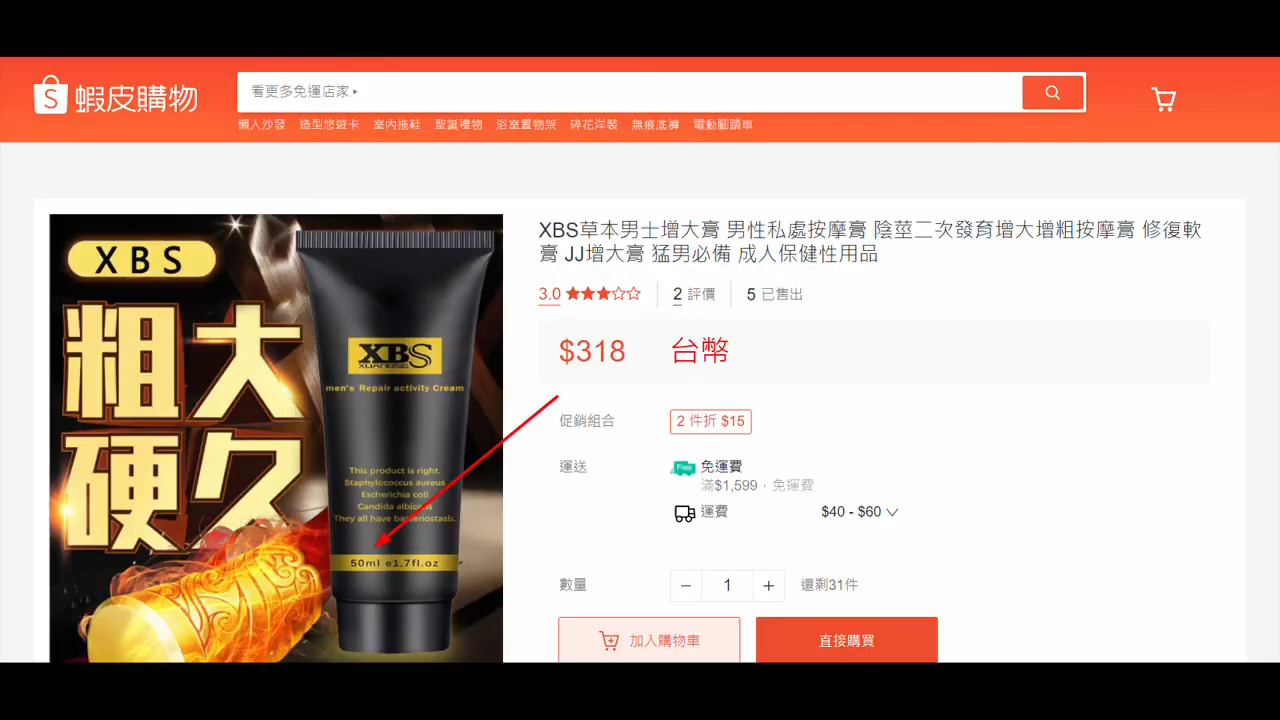 蝦皮購物
看更多免運店家
懶人沙發 造型悠遊卡 室內拖鞋 聖誕禮物 浴室置物架 碎花洋裝 無痕底褲 電動腳踏車
XBS
粗大
硬久
XBS
XUANBISE
men's Repair activity Cream
This product is right.
Staphylococcus aureus
Escherichia coli
Candida albicans
They all have bacteriostasis.
50ml e1.7fl.oz
XBS草本男士增大膏 男性私處按摩膏 陰莖二次發育增大增粗按摩膏 修復軟
膏 JJ增大膏 猛男必備 成人保健性用品
3.0 2 評價 5 已售出
$318 台幣
促銷組合 2 件折 $15
運送 Free 免運費
滿$1,599,免運費
運費 $40 - $60
數量 1 還剩31件
加入購物車 直接購買